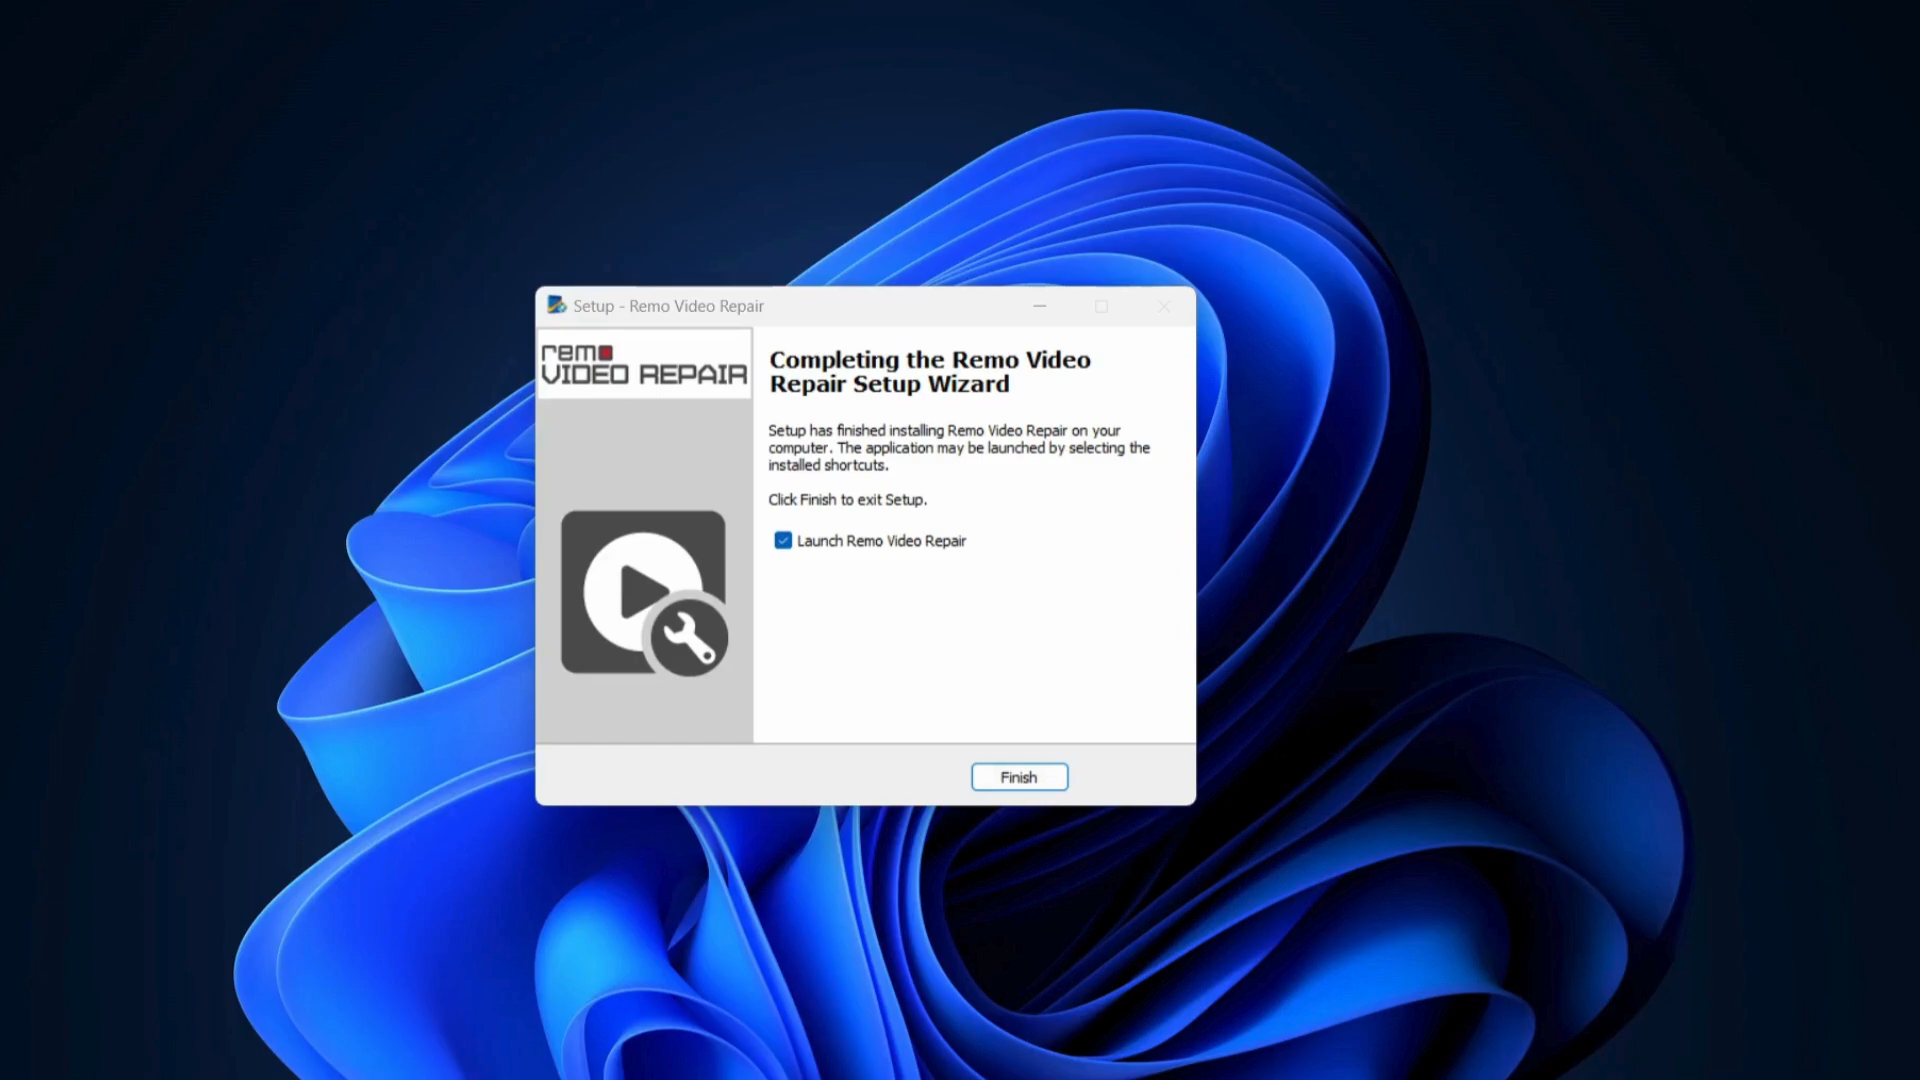 Setup - Remo Video Repair
remo
VIDEO REPAIR
Completing the Remo Video
Repair Setup Wizard
Setup has finished installing Remo Video Repair on your
computer. The application may be launched by selecting the
installed shortcuts.
Click Finish to exit Setup.
Launch Remo Video Repair
Finish